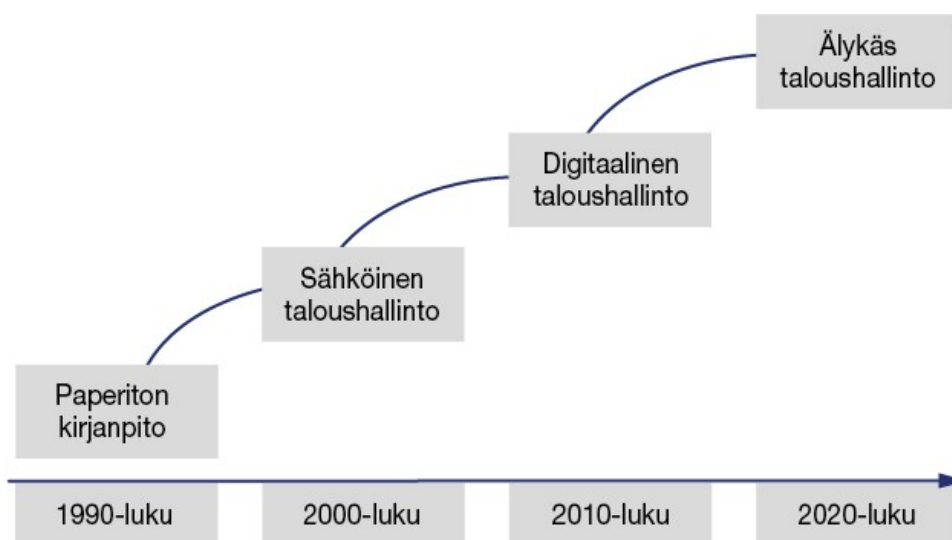 Älykäs
taloushallinto
Digitaalinen
taloushallinto
Sähköinen
taloushallinto
Paperiton
kirjanpito
1990-luku
2000-luku
2010-luku
2020-luku